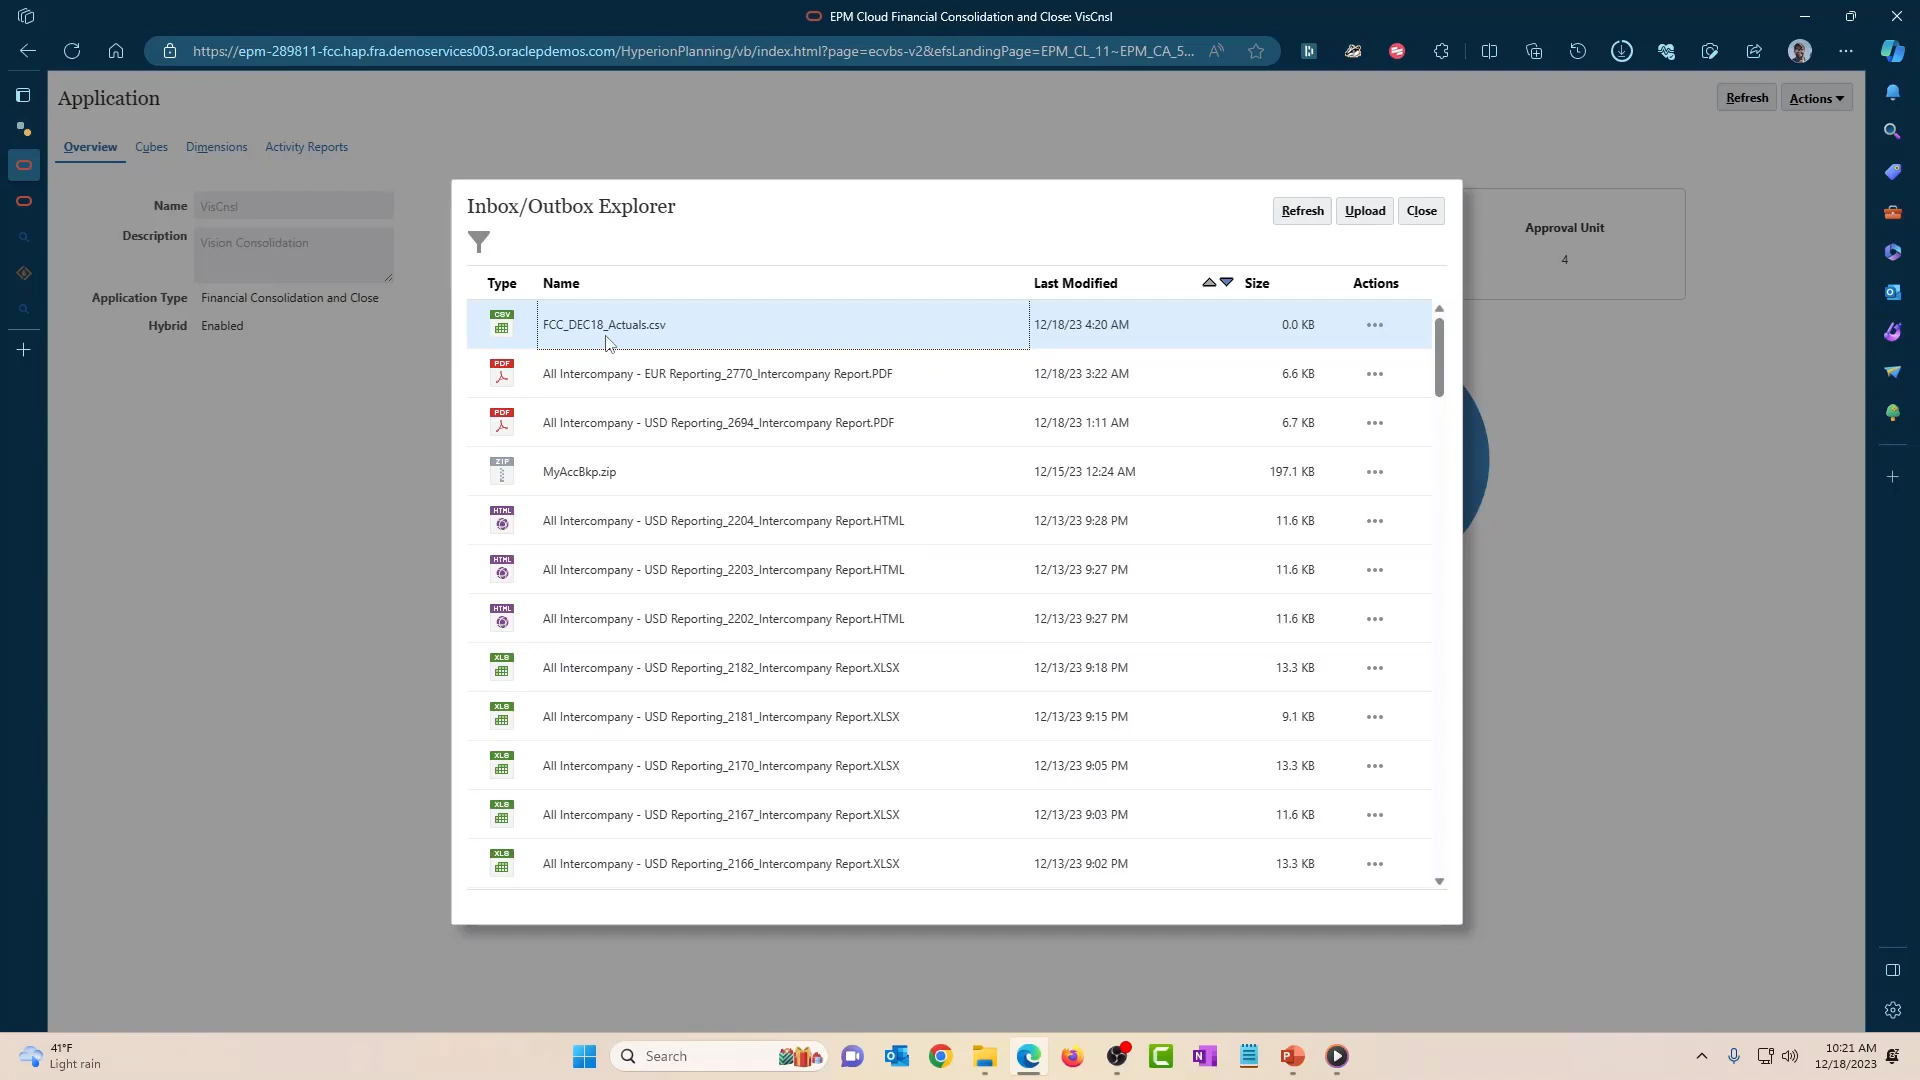 EPM Cloud Financial Consolidation and Close: VisCnsl
https://epm-289811-fcc.hap.fra.demoservices003.oraclepdemos.com/HyperionPlanning/vb/index.html?page=ecvbs-v2&efsLandingPage=EPM_CL_11~EPM_CA_5...
Application
Refresh Actions
Overview Cubes Dimensions Activity Reports
Name VisCnsl
Description Vision Consolidation
Application Type Financial Consolidation and Close
Hybrid Enabled
Approval Unit
4
Inbox/Outbox Explorer
Refresh Upload Close
Type Name Last Modified Size Actions
CSV FCC_DEC18_Actuals.csv 12/18/23 4:20 AM 0.0 KB
PDF All Intercompany - EUR Reporting_2770_Intercompany Report.PDF 12/18/23 3:22 AM 6.6 KB
PDF All Intercompany - USD Reporting_2694_Intercompany Report.PDF 12/18/23 1:11 AM 6.7 KB
ZIP MyAccBkp.zip 12/15/23 12:24 AM 197.1 KB
HTML All Intercompany - USD Reporting_2204_Intercompany Report.HTML 12/13/23 9:28 PM 11.6 KB
HTML All Intercompany - USD Reporting_2203_Intercompany Report.HTML 12/13/23 9:27 PM 11.6 KB
HTML All Intercompany - USD Reporting_2202_Intercompany Report.HTML 12/13/23 9:27 PM 11.6 KB
XLS All Intercompany - USD Reporting_2182_Intercompany Report.XLSX 12/13/23 9:18 PM 13.3 KB
XLS All Intercompany - USD Reporting_2181_Intercompany Report.XLSX 12/13/23 9:15 PM 9.1 KB
XLS All Intercompany - USD Reporting_2170_Intercompany Report.XLSX 12/13/23 9:05 PM 13.3 KB
XLS All Intercompany - USD Reporting_2167_Intercompany Report.XLSX 12/13/23 9:03 PM 11.6 KB
XLS All Intercompany - USD Reporting_2166_Intercompany Report.XLSX 12/13/23 9:02 PM 13.3 KB
41°F
Light rain
Search
10:21 AM
12/18/2023